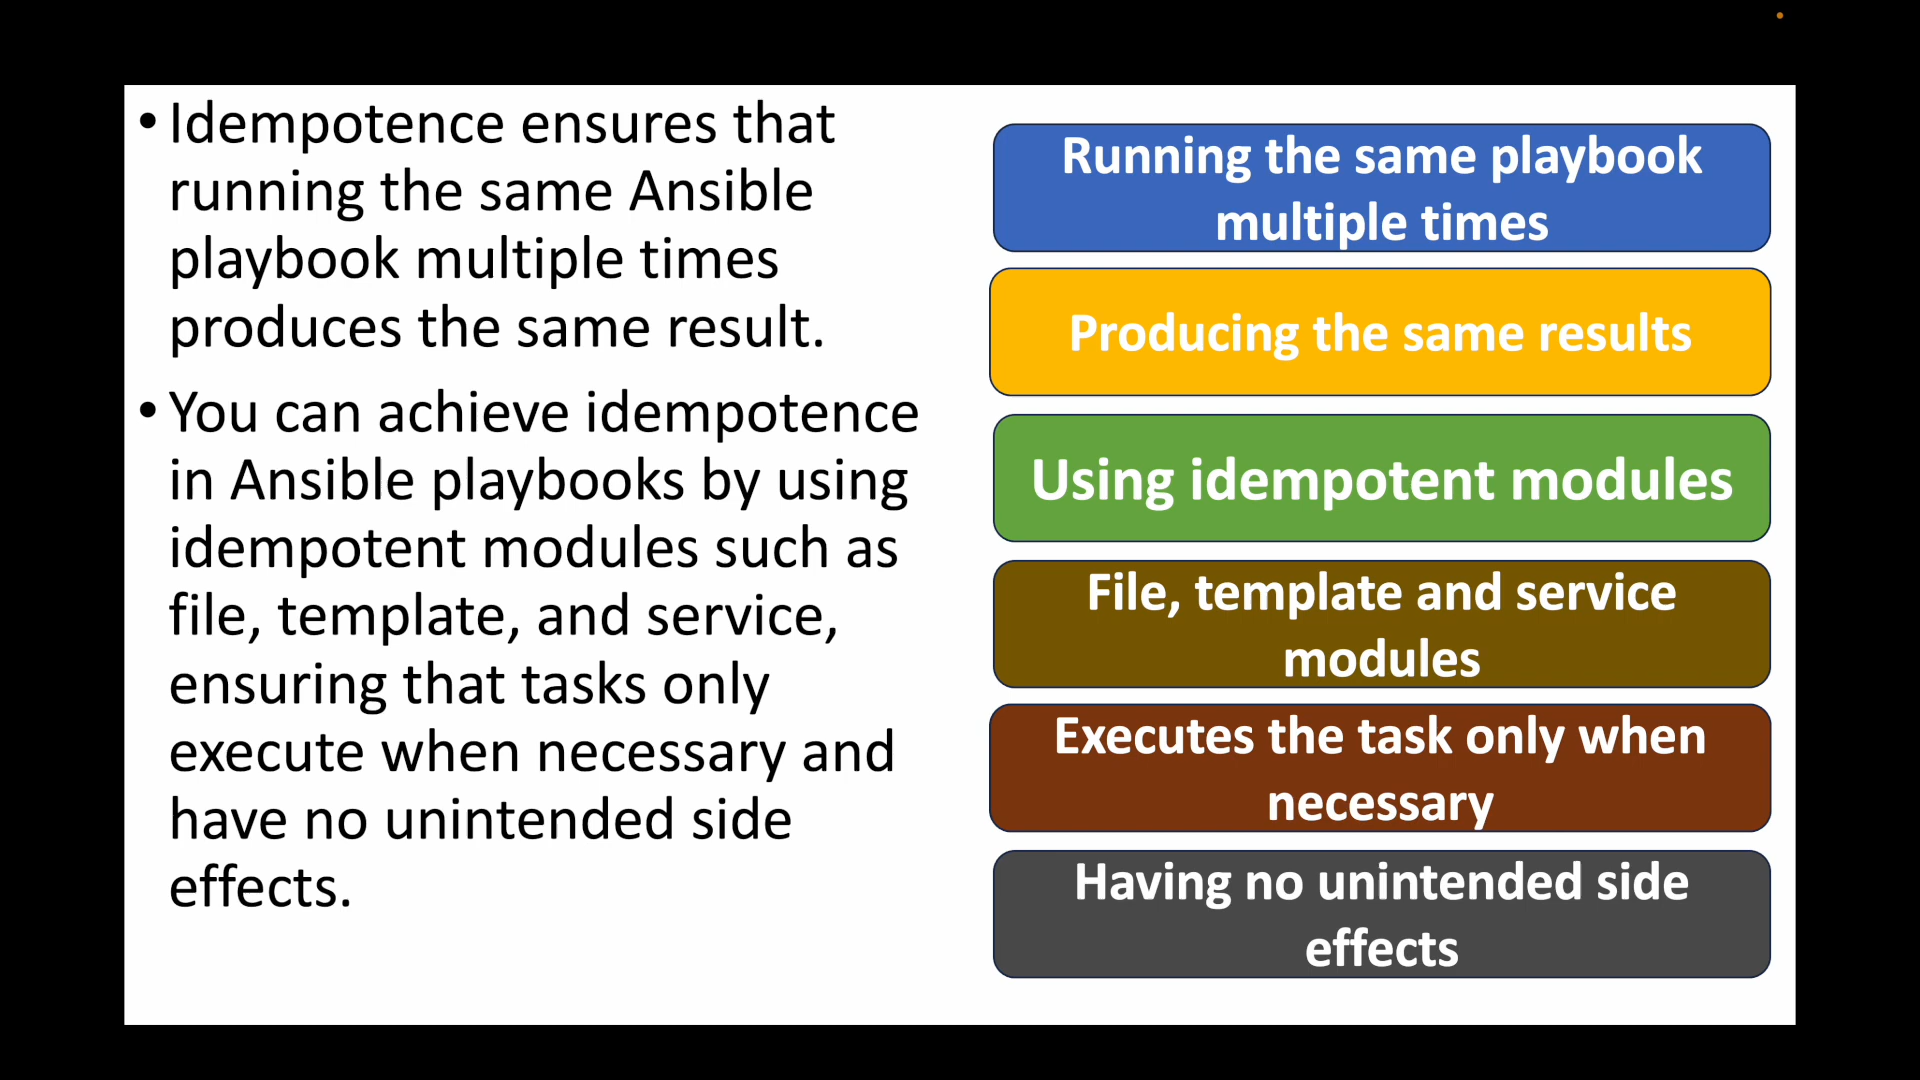 • Idempotence ensures that
running the same Ansible
playbook multiple times
produces the same result.
• You can achieve idempotence
in Ansible playbooks by using
idempotent modules such as
file, template, and service,
ensuring that tasks only
execute when necessary and
have no unintended side
effects.
Running the same playbook
multiple times
Producing the same results
Using idempotent modules
File, template and service
modules
Executes the task only when
necessary
Having no unintended side
effects